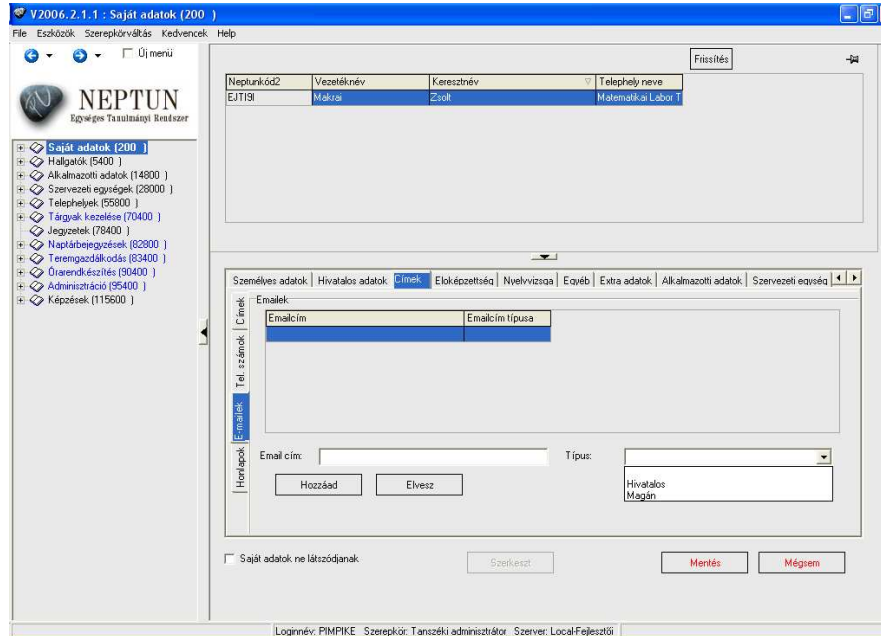 V2006.2.1.1 : Saját adatok (200  )
File Eszközök Szerepkörváltás Kedvencek Help
Új menü
NEPTUN
Egységes Tanulmányi Rendszer
Saját adatok (200  )
Hallgatók (5400  )
Alkalmazotti adatok (14800  )
Szervezeti egységek (28000  )
Telephelyek (55800  )
Tárgyak kezelése (70400  )
Jegyzetek (78400  )
Naptárbejegyzések (82800  )
Teremgazdálkodás (83400  )
Órarendkészítés (90400  )
Adminisztráció (95400  )
Képzések (115600  )
Frissítés
Neptunkód2 Vezetéknév Keresztnév Telephely neve
EJTI9I Makrai Zsolt Matematikai Labor T
Személyes adatok Hivatalos adatok Címek Eloképzettség Nyelvvizsga Egyéb Extra adatok Alkalmazotti adatok Szervezeti egység
Címek
Tel. számok
E-mailek
Honlapok
Emailek
Emailcím Emailcím típusa
Email cím: Típus:
Hivatalos
Magán
Hozzáad Elvesz
Saját adatok ne látszódjanak
Szerkeszt Mentés Mégsem
Loginnév: PIMPIKE Szerepkör: Tanszéki adminisztrátor Szerver: Local-Fejlesztői